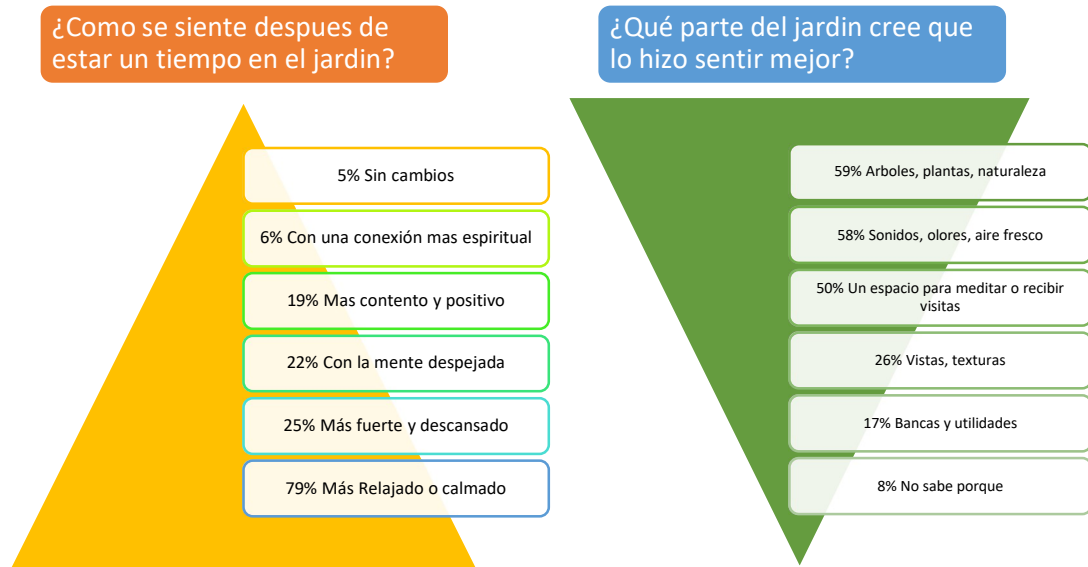 ¿Como se siente despues de
estar un tiempo en el jardin?
5% Sin cambios
6% Con una conexión mas espiritual
19% Mas contento y positivo
22% Con la mente despejada
25% Más fuerte y descansado
79% Más Relajado o calmado
¿Qué parte del jardin cree que
lo hizo sentir mejor?
59% Arboles, plantas, naturaleza
58% Sonidos, olores, aire fresco
50% Un espacio para meditar o recibir
visitas
26% Vistas, texturas
17% Bancas y utilidades
8% No sabe porque